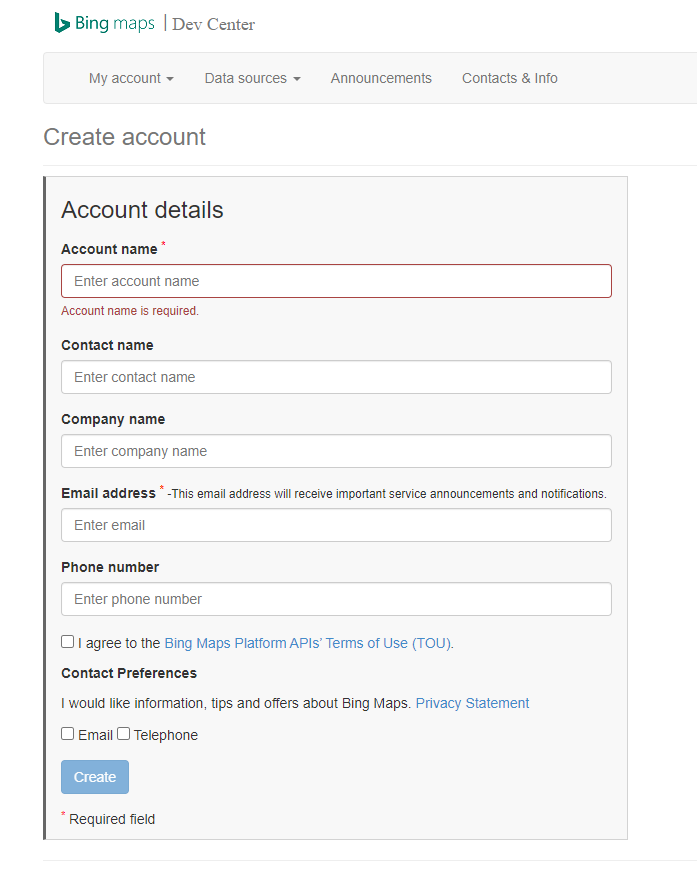 Bing maps | Dev Center
My account Data sources Announcements Contacts & Info
Create account
Account details
Account name *
Enter account name
Account name is required.
Contact name
Enter contact name
Company name
Enter company name
Email address * -This email address will receive important service announcements and notifications.
Enter email
Phone number
Enter phone number
I agree to the Bing Maps Platform APIs’ Terms of Use (TOU).
Contact Preferences
I would like information, tips and offers about Bing Maps. Privacy Statement
Email Telephone
Create
* Required field